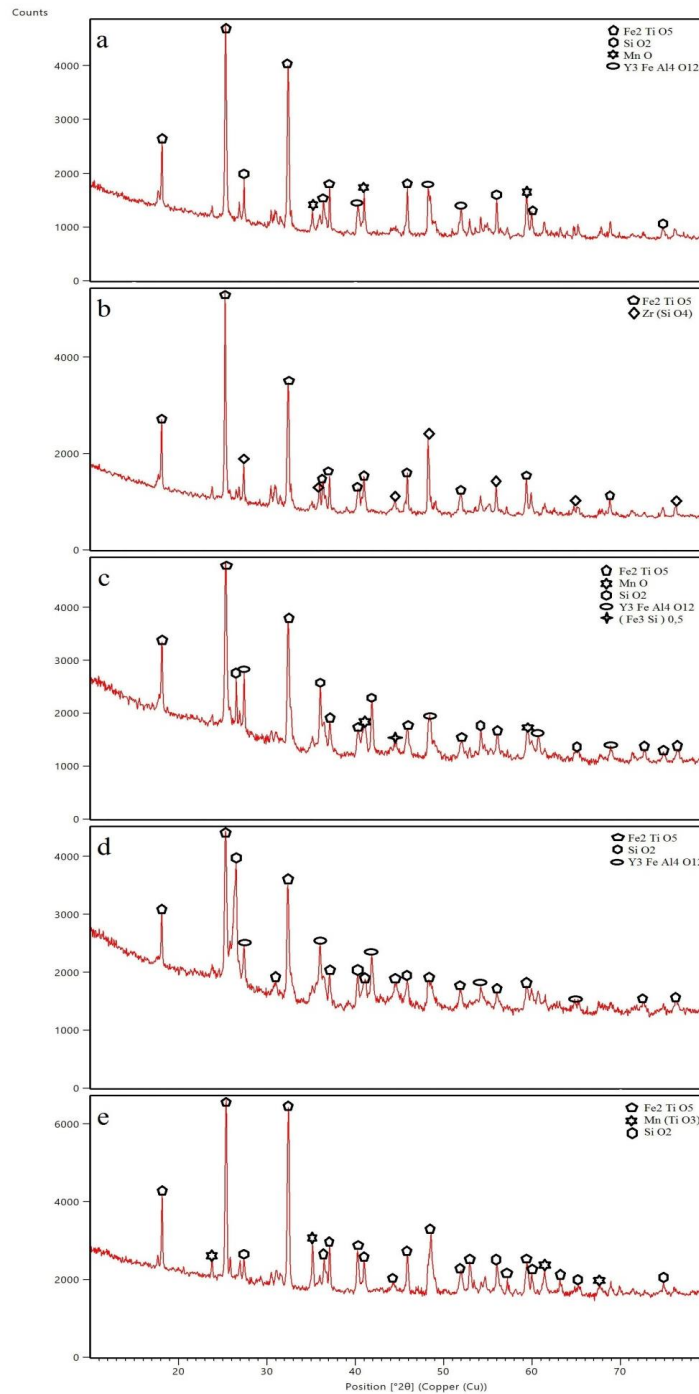 Counts
a
Fe2 Ti O5
Si O2
Mn O
Y3 Fe Al4 O12
4000
3000
2000
1000
0
b
Fe2 Ti O5
Zr (Si O4)
4000
2000
0
c
Fe2 Ti O5
Mn O
Si O2
Y3 Fe Al4 O12
( Fe3 Si ) 0,5
4000
3000
2000
1000
0
d
Fe2 Ti O5
Si O2
Y3 Fe Al4 O12
4000
3000
2000
1000
0
e
Fe2 Ti O5
Mn (Ti O3)
Si O2
6000
4000
2000
0
20 30 40 50 60 70
Position [°2θ] (Copper (Cu))